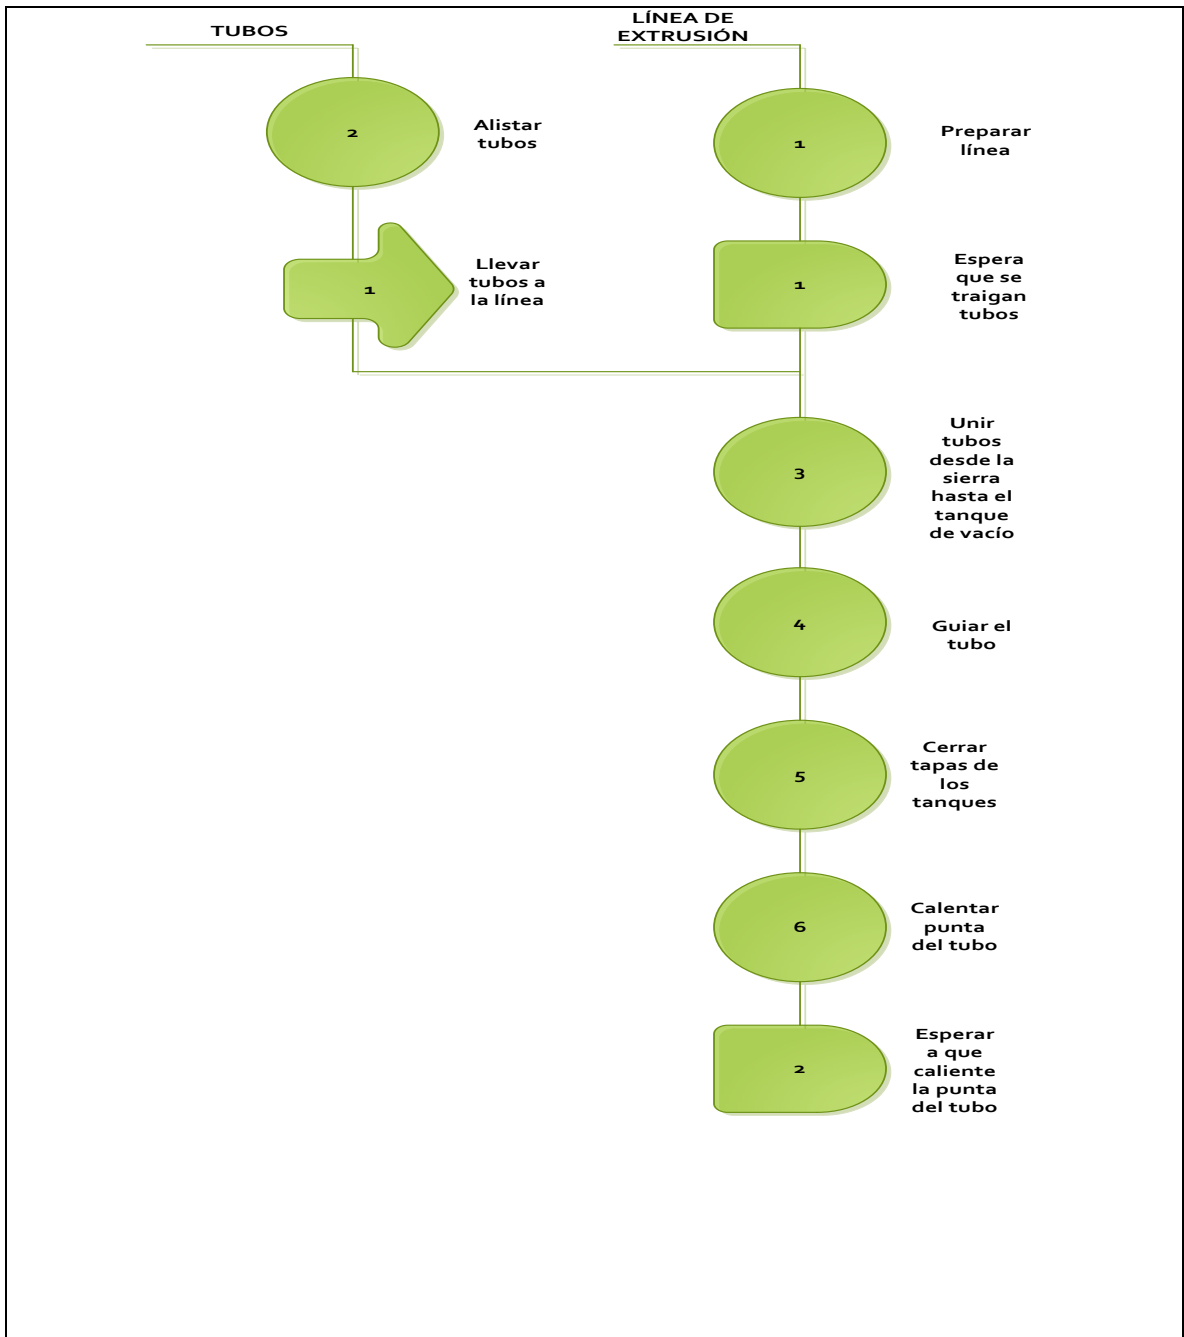 TUBOS
LÍNEA DE
EXTRUSIÓN
2
Alistar
tubos
1
Preparar
línea
1
Llevar
tubos a
la línea
1
Espera
que se
traigan
tubos
3
Unir
tubos
desde la
sierra
hasta el
tanque
de vacío
4
Guiar el
tubo
5
Cerrar
tapas de
los
tanques
6
Calentar
punta
del tubo
2
Esperar
a que
caliente
la punta
del tubo